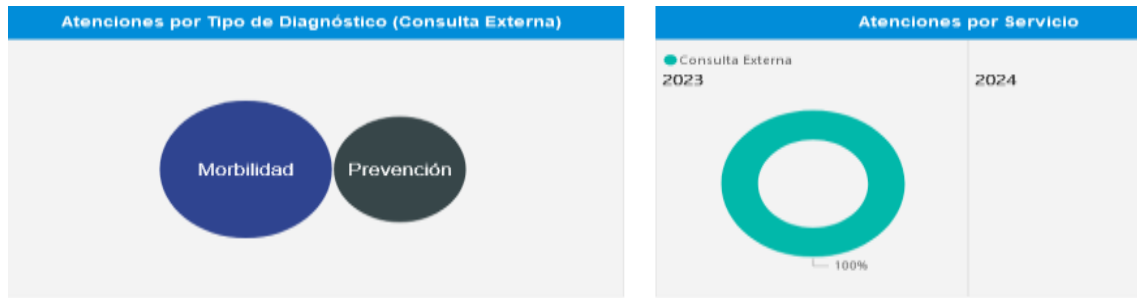 Atenciones por Tipo de Diagnóstico (Consulta Externa)
Morbilidad
Prevención
Atenciones por Servicio
Consulta Externa
2023
2024
100%